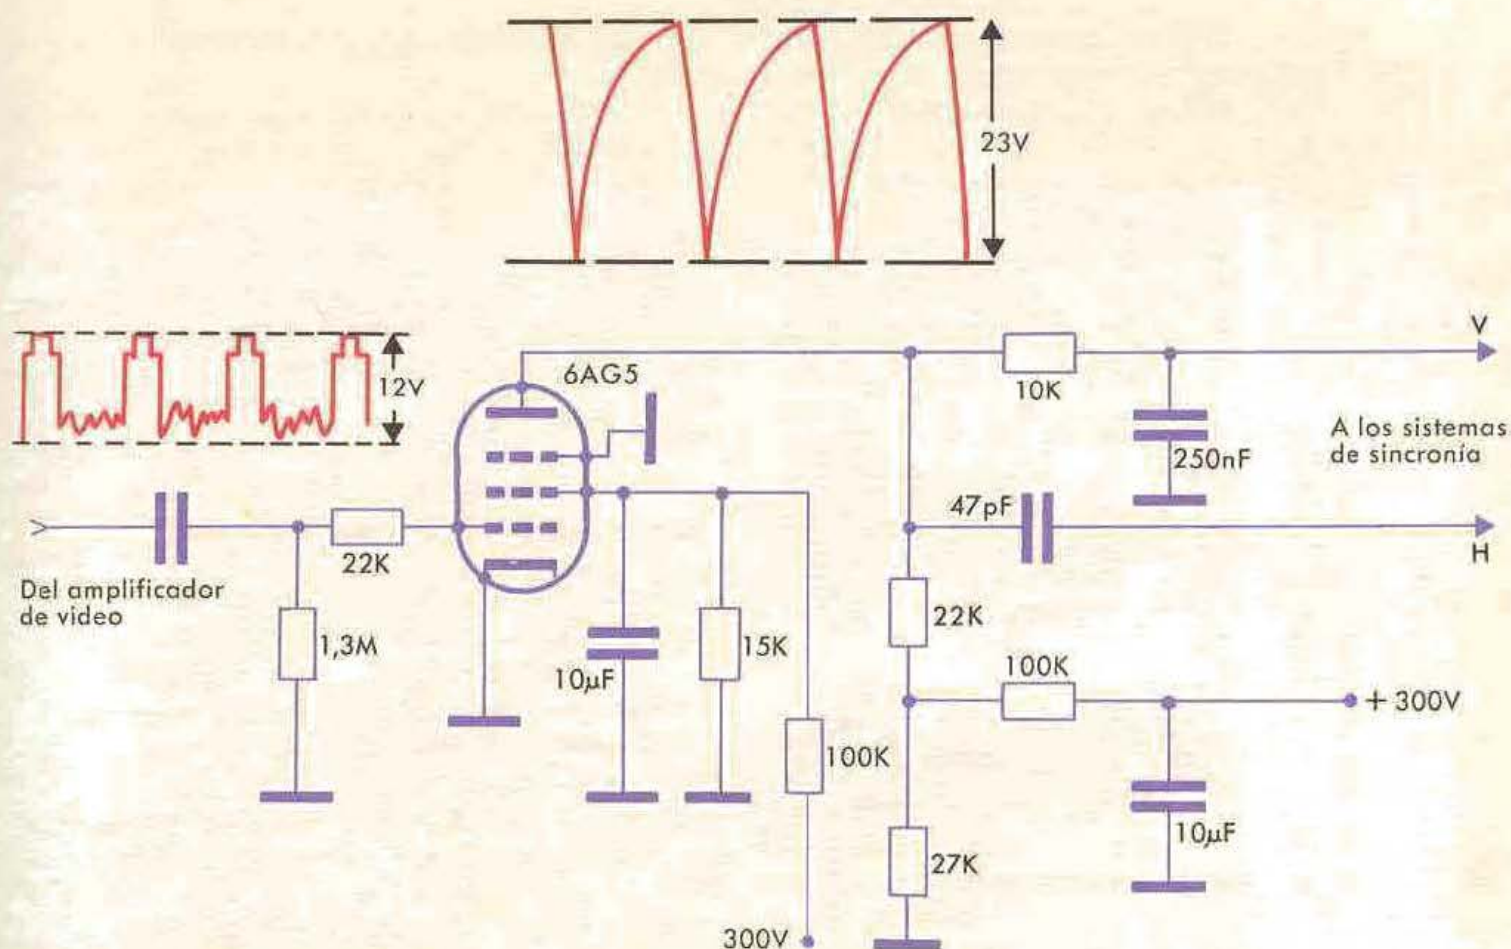 23V
12V
6AG5
V
10K
250nF
A los sistemas
de sincronía
47pF
H
22K
Del amplificador
de video
1,3M
10µF
15K
22K
100K
+ 300V
100K
10µF
27K
300V